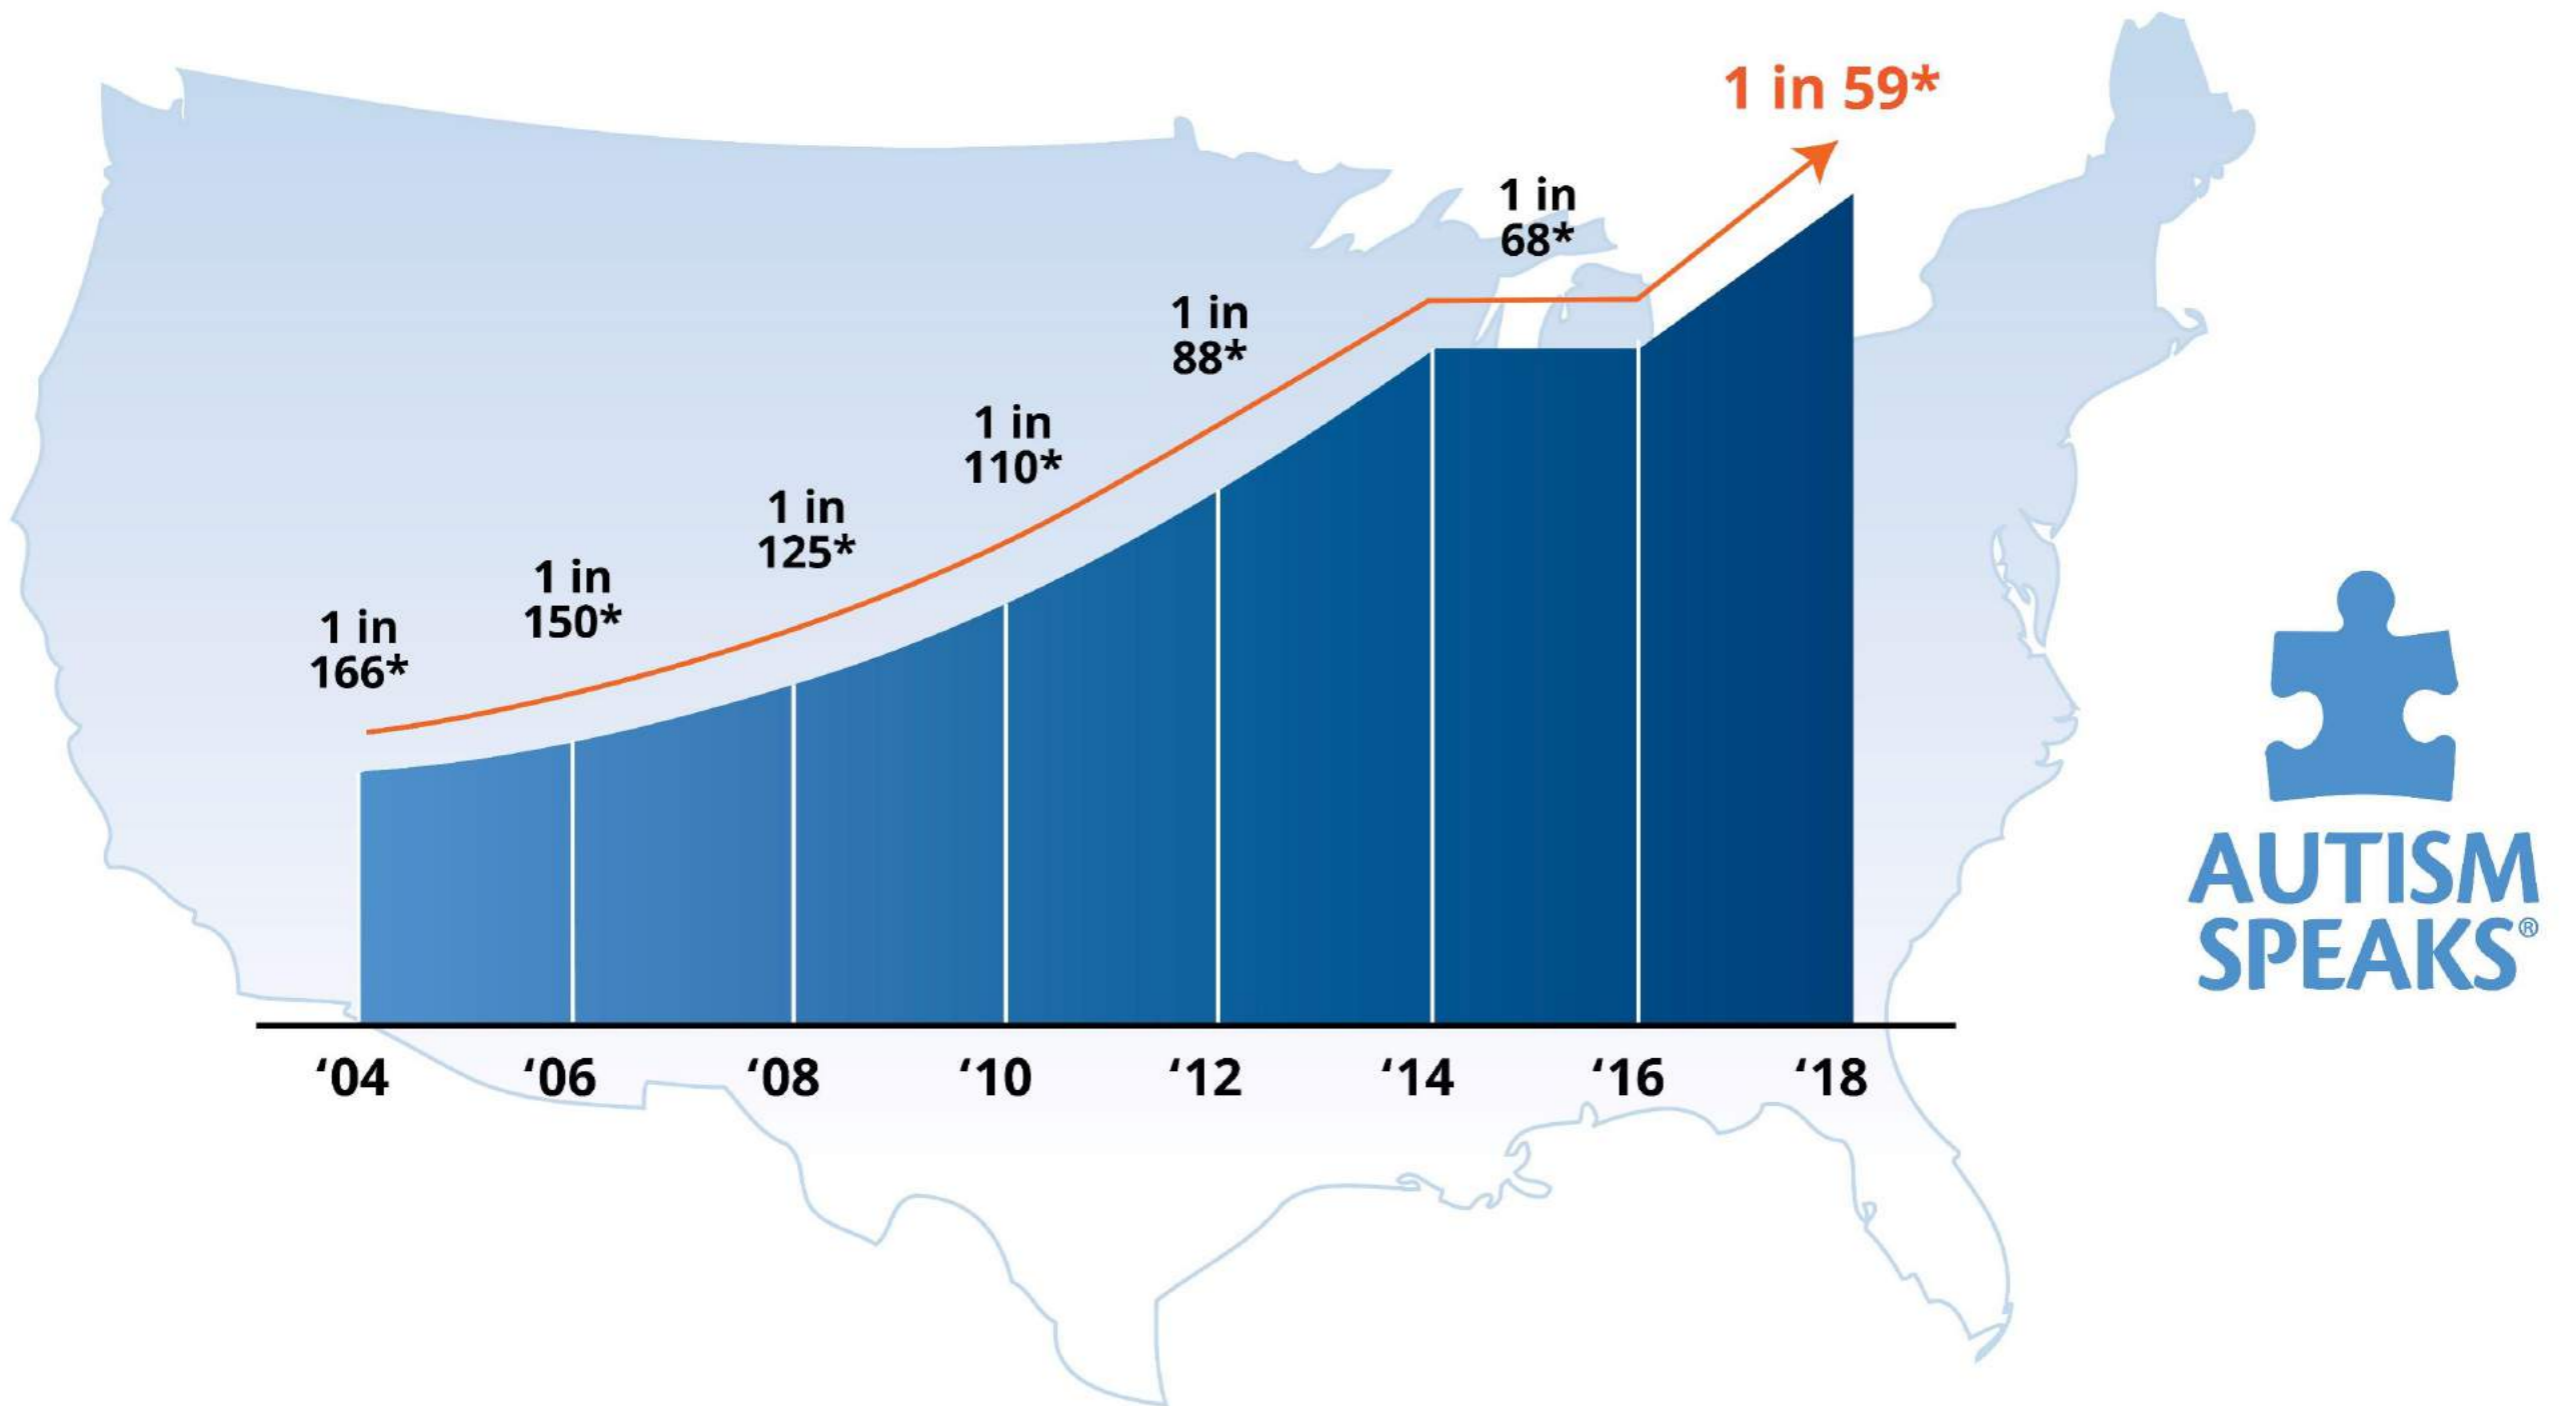 1 in 59*
1 in
68*
1 in
88*
1 in
110*
1 in
125*
1 in
150*
1 in
166*
‘04 ‘06 ‘08 ‘10 ‘12 ‘14 ‘16 ‘18
AUTISM
SPEAKS®